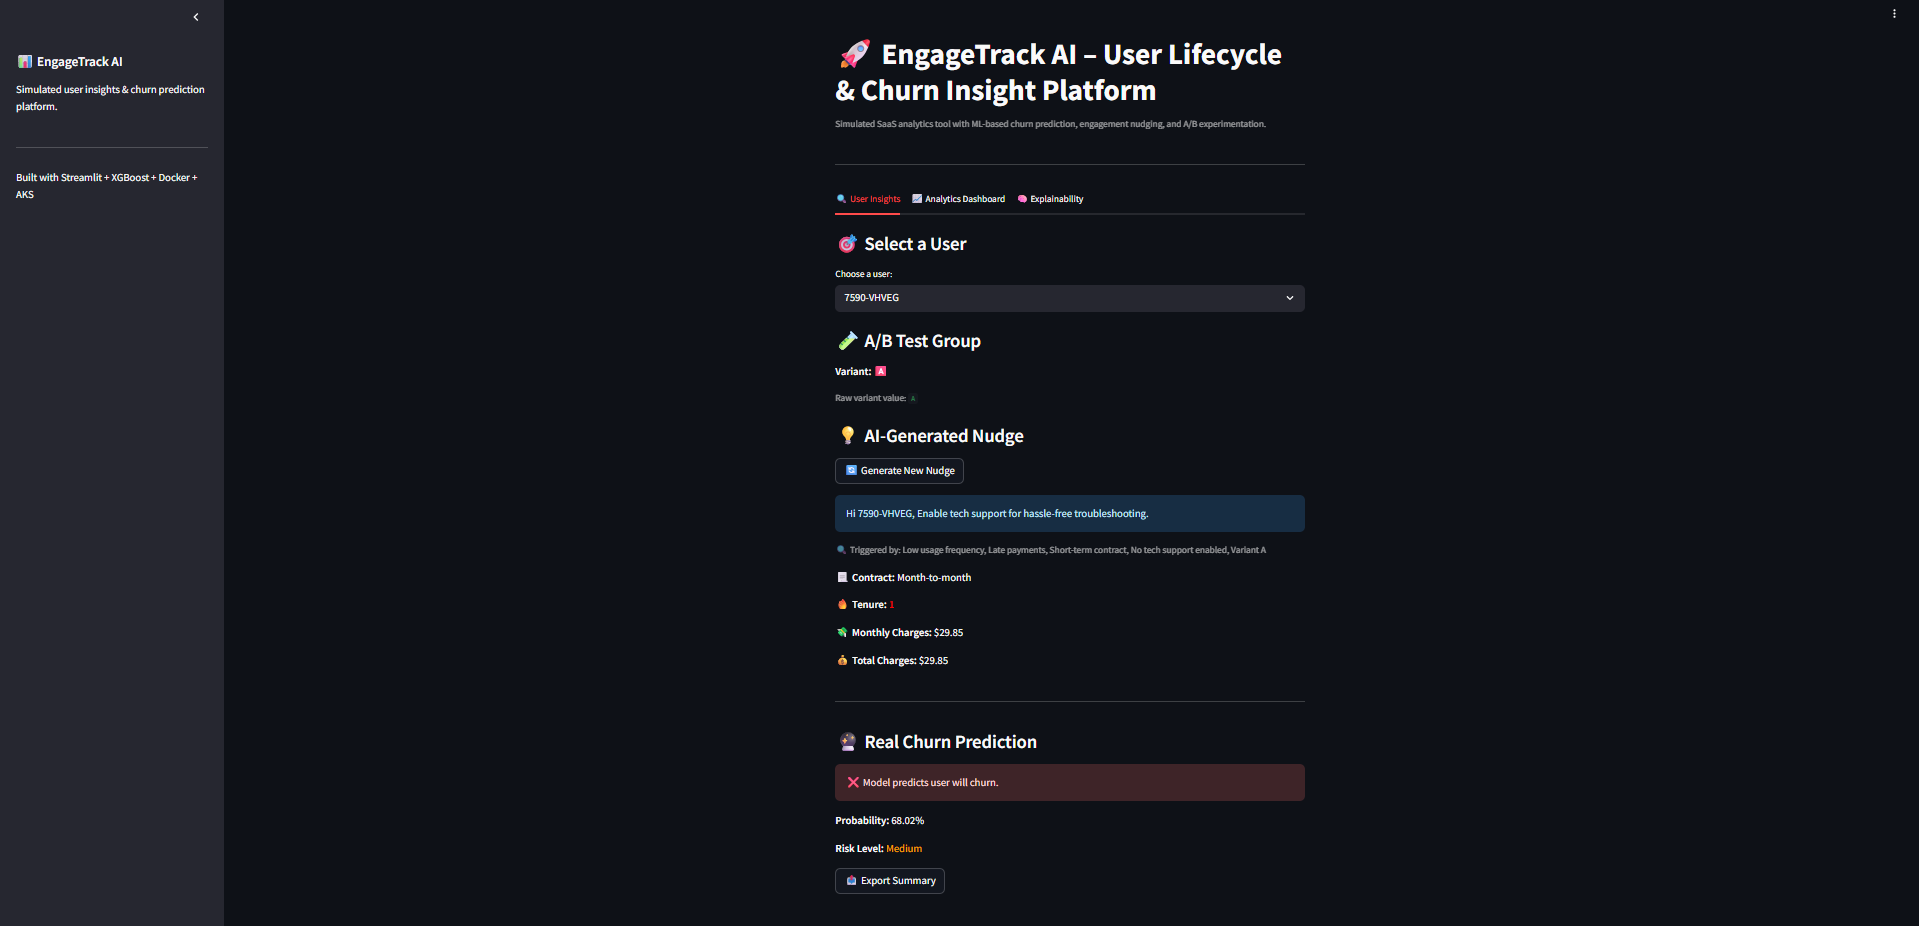 EngageTrack AI
Simulated user insights & churn prediction
platform.
Built with Streamlit + XGBoost + Docker +
AKS
EngageTrack AI – User Lifecycle
& Churn Insight Platform
Simulated SaaS analytics tool with ML-based churn prediction, engagement nudging, and A/B experimentation.
User Insights Analytics Dashboard Explainability
Select a User
Choose a user:
7590-VHVEG
A/B Test Group
Variant: A
Raw variant value: A
AI-Generated Nudge
Generate New Nudge
Hi 7590-VHVEG, Enable tech support for hassle-free troubleshooting.
Triggered by: Low usage frequency, Late payments, Short-term contract, No tech support enabled, Variant A
Contract: Month-to-month
Tenure: 1
Monthly Charges: $29.85
Total Charges: $29.85
Real Churn Prediction
Model predicts user will churn.
Probability: 68.02%
Risk Level: Medium
Export Summary